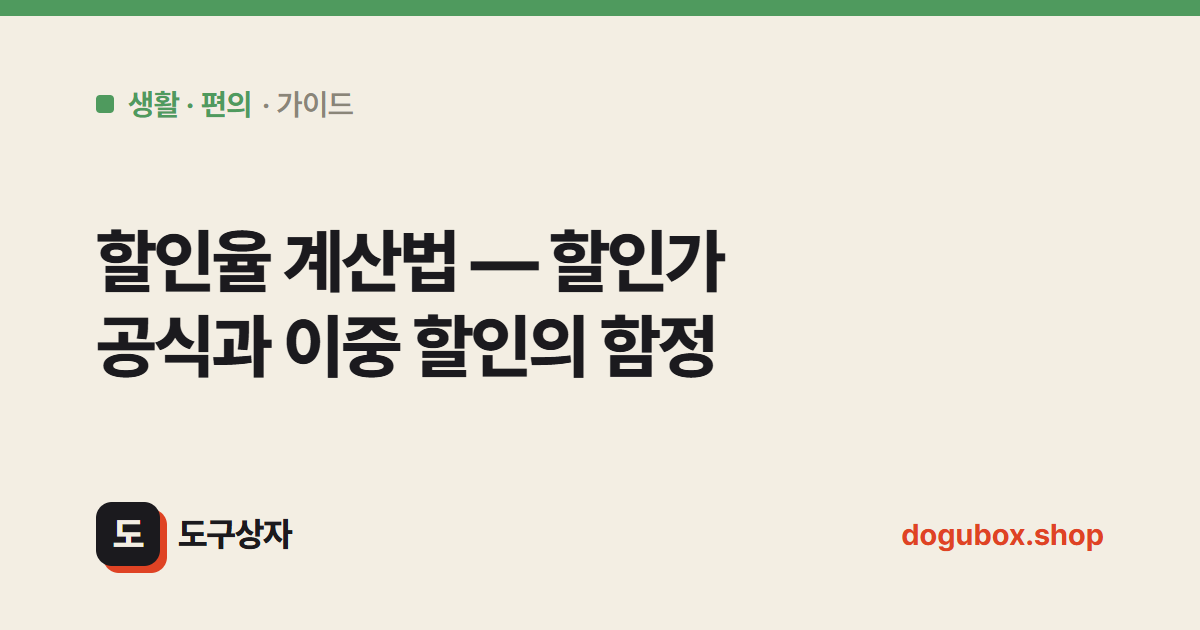 생활 · 편의 · 가이드
할인율 계산법 — 할인가
공식과 이중 할인의 함정
도 도구상자
dogubox.shop